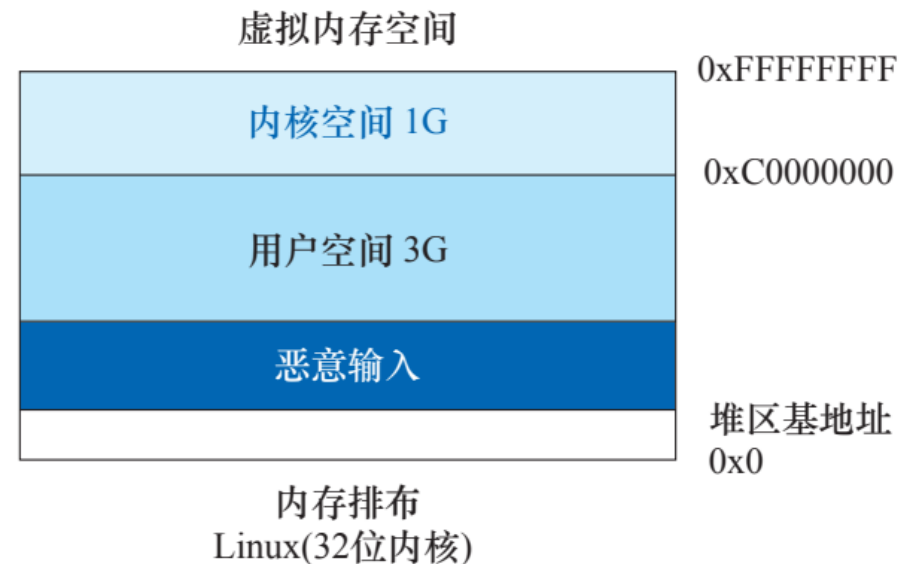 虚拟内存空间
0xFFFFFFFF
内核空间 1G
0xC0000000
用户空间 3G
恶意输入
堆区基地址
0x0
内存排布
Linux(32位内核)